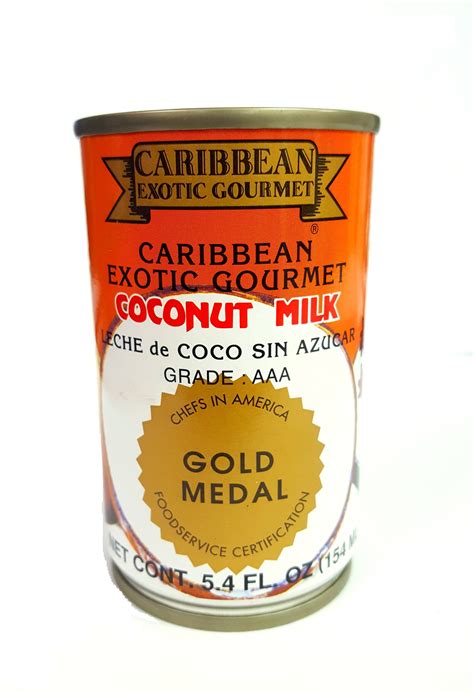 CARIBBEAN
EXOTIC GOURMET
®
CARIBBEAN
EXOTIC GOURMET
COCONUT MILK
LECHE de COCO SIN AZUCAR
GRADE : AAA
CHEFS IN AMERICA
GOLD
MEDAL
FOODSERVICE CERTIFICATION
NET CONT. 5.4 FL. OZ (154 M